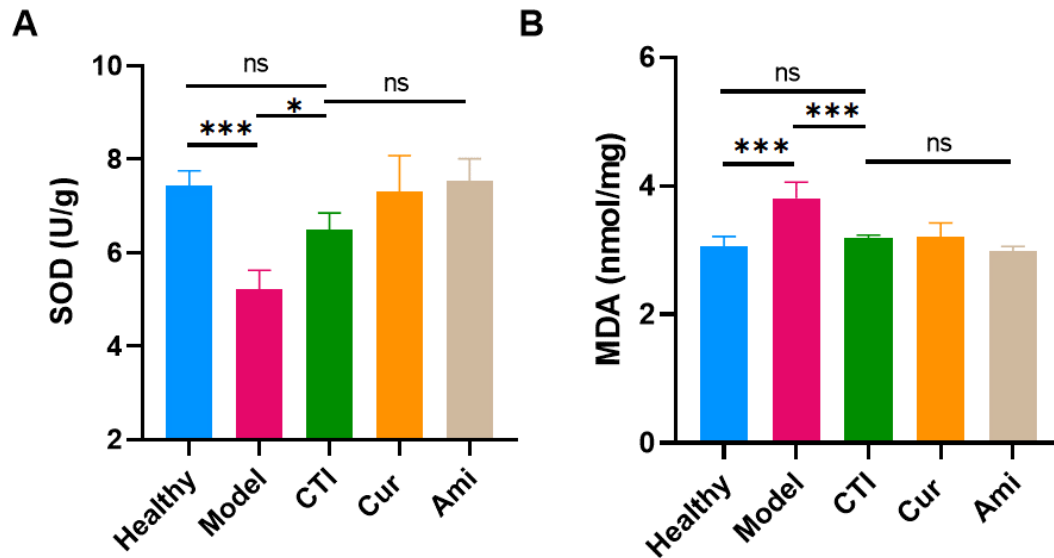 A
SOD (U/g)
10
8
6
4
2
ns
* ns
***
Healthy
Model
CTI
Cur
Ami
B
MDA (nmol/mg)
6
4
2
0
ns
***
*** ns
Healthy
Model
CTI
Cur
Ami